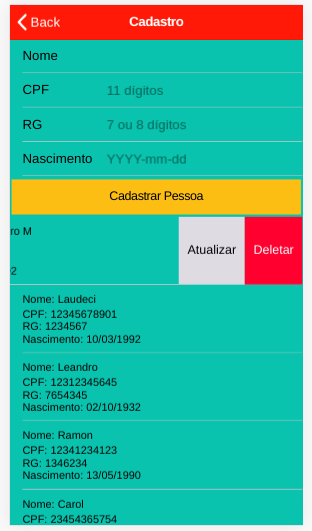 Back Cadastro
Nome
CPF 11 dígitos
RG 7 ou 8 dígitos
Nascimento YYYY-mm-dd
Cadastrar Pessoa
ro M
2
Atualizar Deletar
Nome: Laudeci
CPF: 12345678901
RG: 1234567
Nascimento: 10/03/1992
Nome: Leandro
CPF: 12312345645
RG: 7654345
Nascimento: 02/10/1932
Nome: Ramon
CPF: 12341234123
RG: 1346234
Nascimento: 13/05/1990
Nome: Carol
CPF: 23454365754